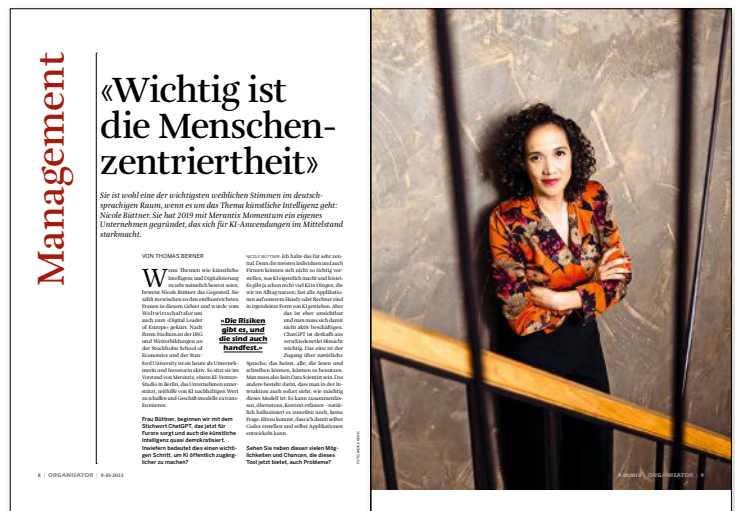 Management
«Wichtig ist
die Menschen-
zentriertheit»
Sie ist wohl eine der wichtigsten weiblichen Stimmen im deutsch-
sprachigen Raum, wenn es um das Thema künstliche Intelligenz geht:
Nicole Büttner. Sie hat 2019 mit Merantix Momentum ein eigenes
Unternehmen gegründet, das sich für KI-Anwendungen im Mittelstand
starkmacht.
VON THOMAS BERNER
Wenn Themen wie künstliche
Intelligenz und Digitalisierung
zu sehr männlich besetzt seien,
beweist Nicole Büttner das Gegenteil. Sie
zählt inzwischen zu den einflussreichsten
Frauen in diesem Gebiet und wurde vom
Weltwirtschaftsforum
auch zum «Digital Leader
of Europe» gekürt. Nach
ihrem Studium an der HSG
und Weiterbildungen an
der Stockholm School of
Economics und der Stan-
ford University ist sie heute als Unterneh-
merin und Investorin aktiv. So sitzt sie im
Vorstand von Merantix, einem KI-Venture-
Studio in Berlin, das Unternehmen unter-
stützt, mithilfe von KI nachhaltigen Wert
zu schaffen und Geschäftsmodelle zu trans-
formieren.
Frau Büttner, beginnen wir mit dem
Stichwort ChatGPT, das jetzt für
Furore sorgt und auch die künstliche
Intelligenz quasi demokratisiert.
Inwiefern bedeutet dies einen wichti-
gen Schritt, um KI öffentlich zugäng-
licher zu machen?
«Die Risiken
gibt es, und
die sind auch
handfest.»
NICOLE BÜTTNER: Ich halte das für sehr zen-
tral. Denn die meisten Individuen und auch
Firmen können sich nicht so richtig vor-
stellen, was KI eigentlich macht und leistet.
Es gibt ja schon recht viel KI in Dingen, die
wir im Alltag nutzen; fast alle Applikatio-
nen auf unserem Handy oder Rechner sind
in irgendeiner Form von KI getrieben. Aber
das ist eher unsichtbar
und man muss sich damit
nicht aktiv beschäftigen.
ChatGPT ist deshalb aus
verschiedenerlei Hinsicht
wichtig. Das eine ist der
Zugang über natürliche
Sprache, das heisst, alle, die lesen und
schreiben können, können es benutzen.
Man muss also kein Data Scientist sein. Das
andere besteht darin, dass man in der In-
teraktion auch sofort sieht, wie mächtig
dieses Modell ist: Es kann zusammenfas-
sen, übersetzen, Kontext erfassen – natür-
lich halluziniert es zuweilen noch, keine
Frage. Hinzu kommt, dass ich damit selber
Codes erstellen und selbst Applikationen
entwickeln kann.
Sehen Sie neben diesen vielen Mög-
lichkeiten und Chancen, die dieses
Tool jetzt bietet, auch Probleme?
8 | ORGANISATOR | 9-10/2023
9-10/2023 | ORGANISATOR | 9